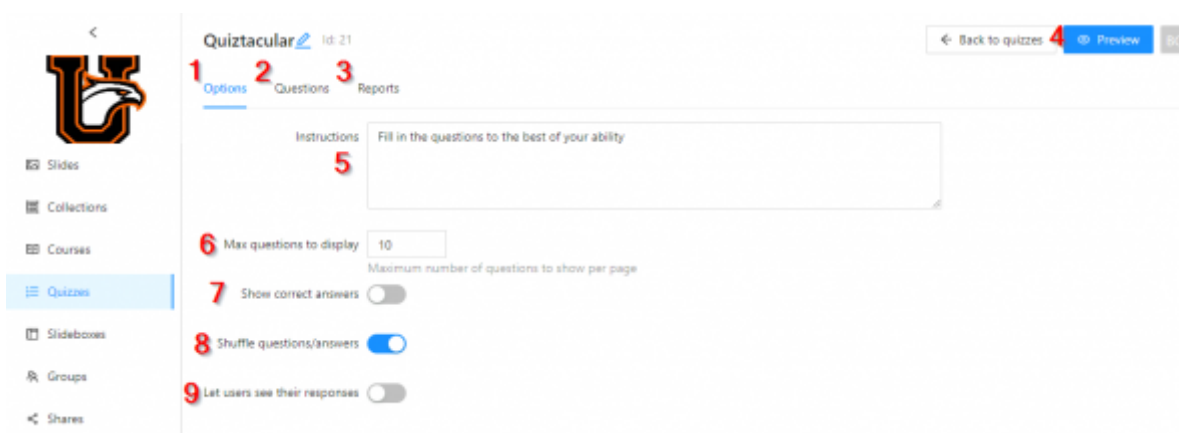 Quiztacular Id: 21
Back to quizzes 4 Preview
1 2 3
Options Questions Reports
Instructions Fill in the questions to the best of your ability
5
Slides
Collections
6 Max questions to display 10
Courses
Maximum number of questions to show per page
Quizzes
7 Show correct answers
Slideboxes
8 Shuffle questions/answers
Groups
9 Let users see their responses
Shares